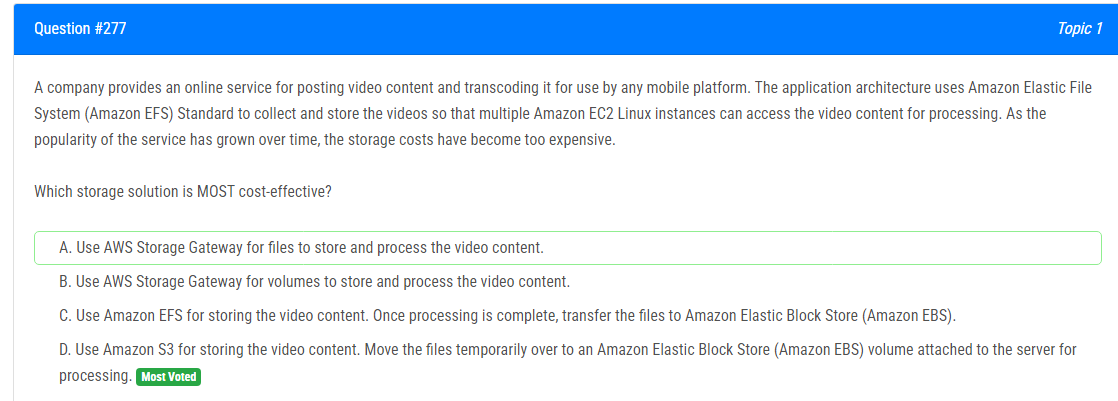 Question #277
Topic 1
A company provides an online service for posting video content and transcoding it for use by any mobile platform. The application architecture uses Amazon Elastic File
System (Amazon EFS) Standard to collect and store the videos so that multiple Amazon EC2 Linux instances can access the video content for processing. As the
popularity of the service has grown over time, the storage costs have become too expensive.
Which storage solution is MOST cost-effective?
A. Use AWS Storage Gateway for files to store and process the video content.
B. Use AWS Storage Gateway for volumes to store and process the video content.
C. Use Amazon EFS for storing the video content. Once processing is complete, transfer the files to Amazon Elastic Block Store (Amazon EBS).
D. Use Amazon S3 for storing the video content. Move the files temporarily over to an Amazon Elastic Block Store (Amazon EBS) volume attached to the server for
processing. Most Voted